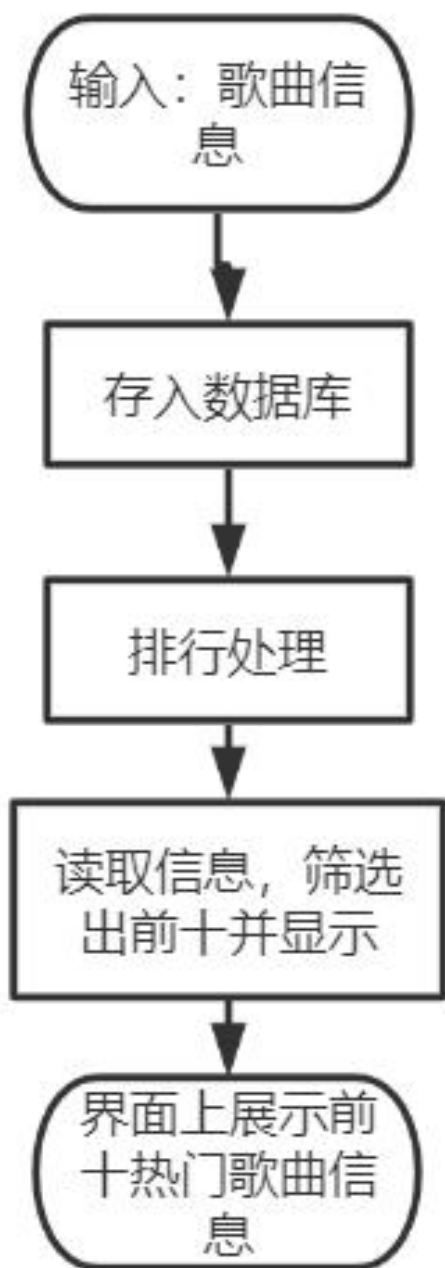 输入：歌曲信
息
存入数据库
排行处理
读取信息，筛选
出前十并显示
界面上展示前
十热门歌曲信
息